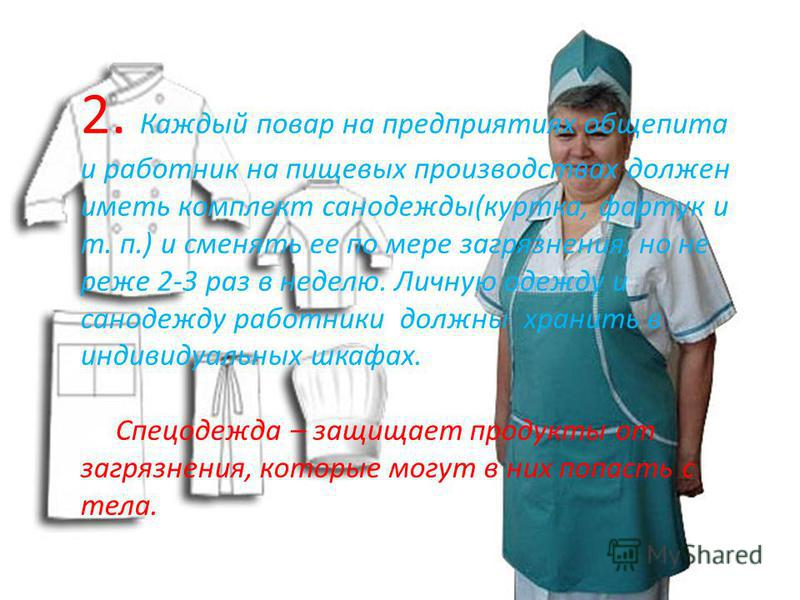 2. Каждый повар на предприятиях общепита
и работник на пищевых производствах должен
иметь комплект санодежды(куртка, фартук и
т. п.) и сменять ее по мере загрязнения, но не
реже 2-3 раз в неделю. Личную одежду и
санодежду работники должны хранить в
индивидуальных шкафах.
Спецодежда – защищает продукты от
загрязнения, которые могут в них попасть с
тела.
MyShared